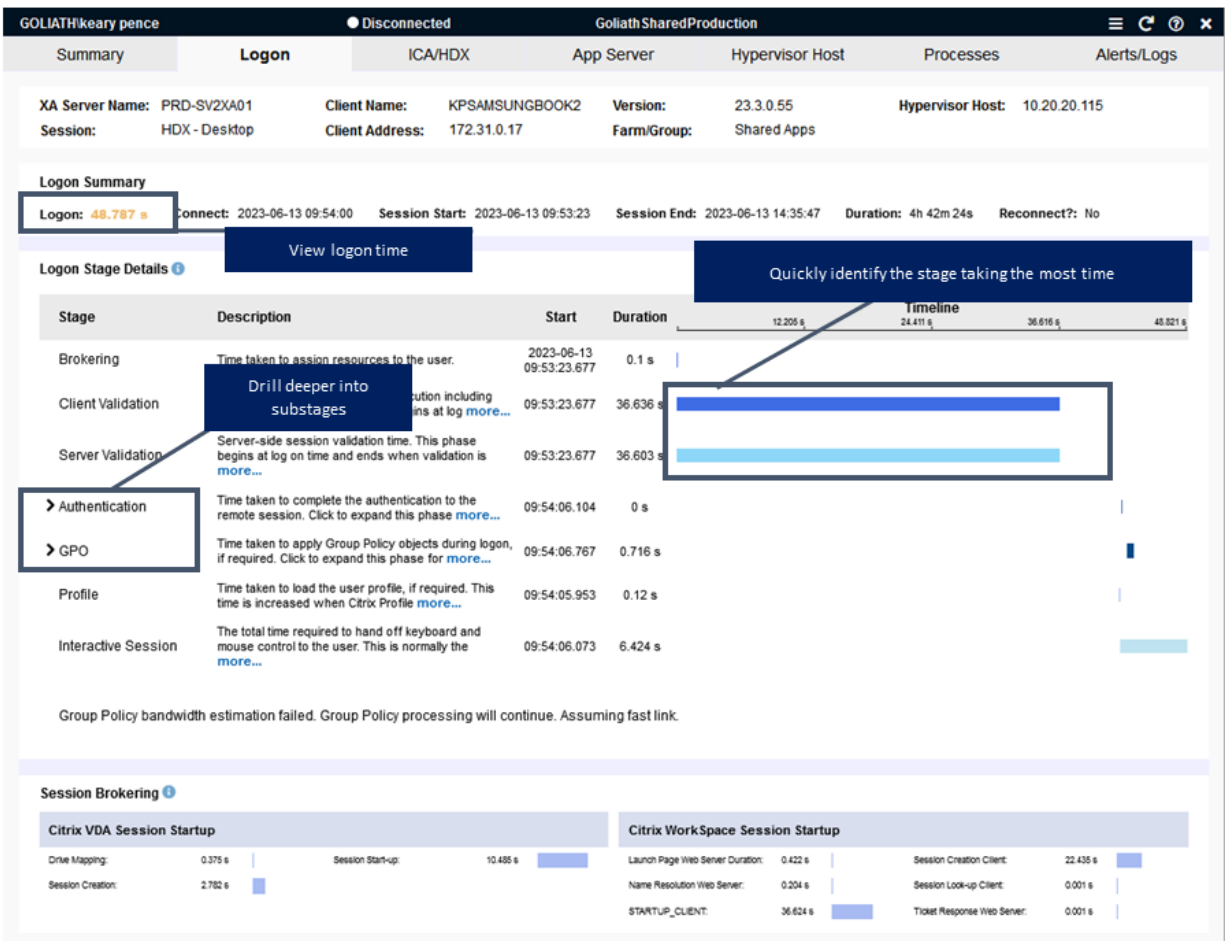 GOLIATH\keary pence Disconnected GoliathSharedProduction
Summary Logon ICA/HDX App Server Hypervisor Host Processes Alerts/Logs
XA Server Name: PRD-SV2XA01 Client Name: KPSAMSUNGBOOK2 Version: 23.3.0.55 Hypervisor Host: 10.20.20.115
Session: HDX - Desktop Client Address: 172.31.0.17 Farm/Group: Shared Apps
Logon Summary
Logon: 48.787 s Connect: 2023-06-13 09:54:00 Session Start: 2023-06-13 09:53:23 Session End: 2023-06-13 14:35:47 Duration: 4h 42m 24s Reconnect?: No
View logon time
Quickly identify the stage taking the most time
Logon Stage Details
Stage Description Start Duration Timeline
12.205 s 24.411 s 36.616 s 48.821 s
Brokering Time taken to assign resources to the user. 2023-06-13 09:53:23.677 0.1 s
Drill deeper into
substages
Client Validation including
at log more... 09:53:23.677 36.636 s
Server Validation Server-side session validation time. This phase
begins at log on time and ends when validation is
more... 09:53:23.677 36.603 s
Authentication Time taken to complete the authentication to the
remote session. Click to expand this phase more... 09:54:06.104 0 s
GPO Time taken to apply Group Policy objects during logon,
if required. Click to expand this phase for more... 09:54:06.767 0.716 s
Profile Time taken to load the user profile, if required. This
time is increased when Citrix Profile more... 09:54:05.953 0.12 s
Interactive Session The total time required to hand off keyboard and
mouse control to the user. This is normally the
more... 09:54:06.073 6.424 s
Group Policy bandwidth estimation failed. Group Policy processing will continue. Assuming fast link.
Session Brokering
Citrix VDA Session Startup
Drive Mapping: 0.375 s Session Start-up: 10.485 s
Session Creation: 2.782 s
Citrix WorkSpace Session Startup
Launch Page Web Server Duration: 0.422 s Session Creation Client: 22.435 s
Name Resolution Web Server: 0.204 s Session Look-up Client: 0.001 s
STARTUP_CLIENT: 36.624 s Ticket Response Web Server: 0.001 s